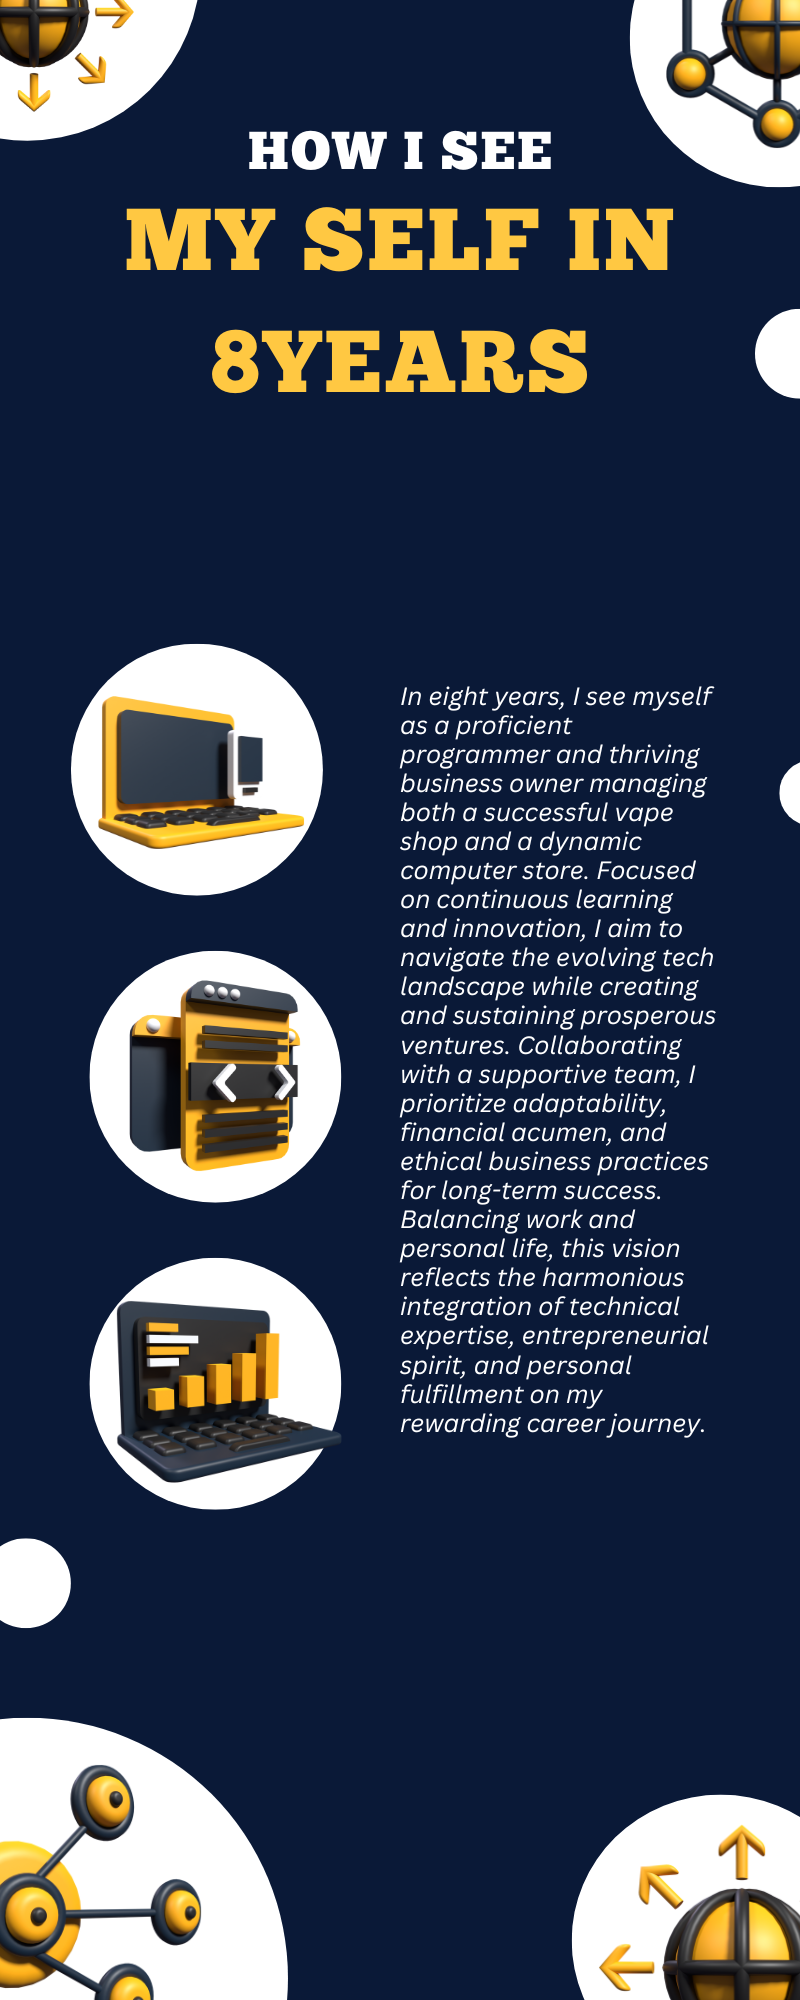 HOW I SEE
MY SELF IN
8YEARS
In eight years, I see myself
as a proficient
programmer and thriving
business owner managing
both a successful vape
shop and a dynamic
computer store. Focused
on continuous learning
and innovation, I aim to
navigate the evolving tech
landscape while creating
and sustaining prosperous
ventures. Collaborating
with a supportive team, I
prioritize adaptability,
financial acumen, and
ethical business practices
for long-term success.
Balancing work and
personal life, this vision
reflects the harmonious
integration of technical
expertise, entrepreneurial
spirit, and personal
fulfillment on my
rewarding career journey.